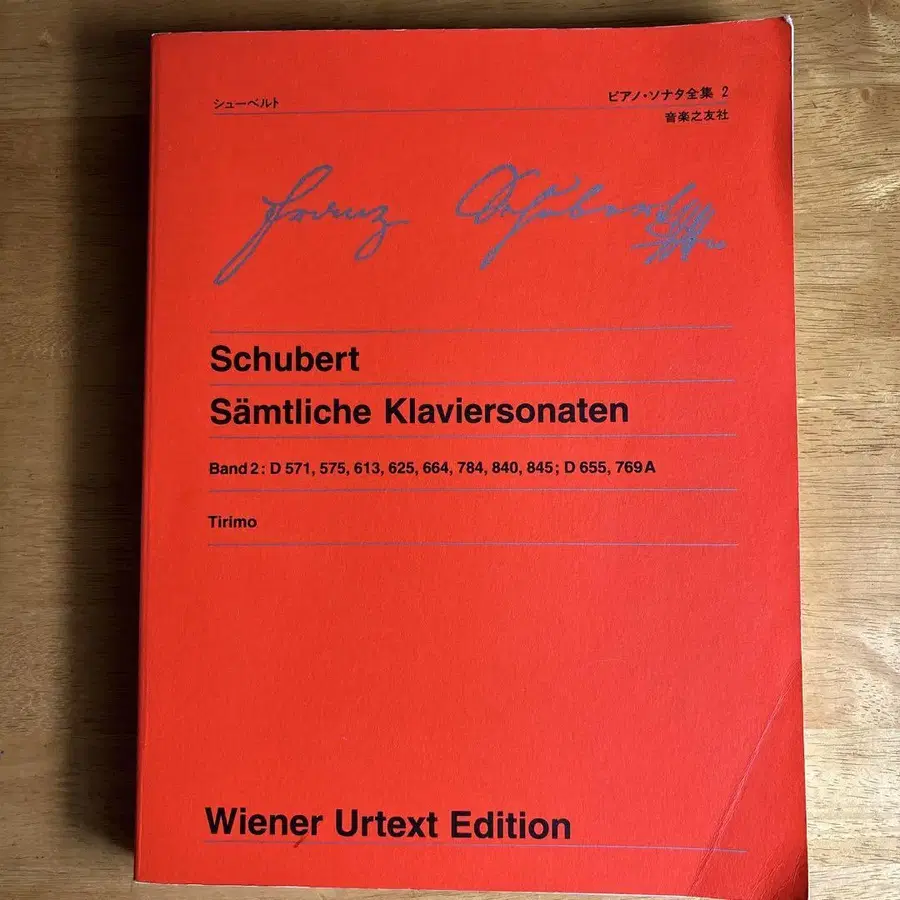 シューベルト
ピアノ・ソナタ全集 2
音楽之友社
Franz Schubert
Schubert
Sämtliche Klaviersonaten
Band 2: D 571, 575, 613, 625, 664, 784, 840, 845; D 655, 769 A
Tirimo
Wiener Urtext Edition